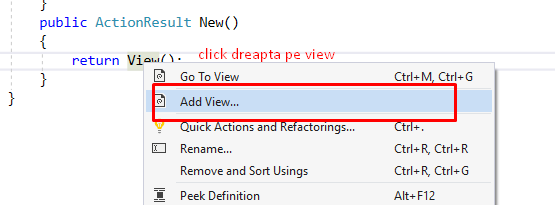 }
public ActionResult New()
{
return View(); click dreapta pe view
}
}
Go To View Ctrl+M, Ctrl+G
Add View...
Quick Actions and Refactorings... Ctrl+.
Rename... Ctrl+R, Ctrl+R
Remove and Sort Usings Ctrl+R, Ctrl+G
Peek Definition Alt+F12